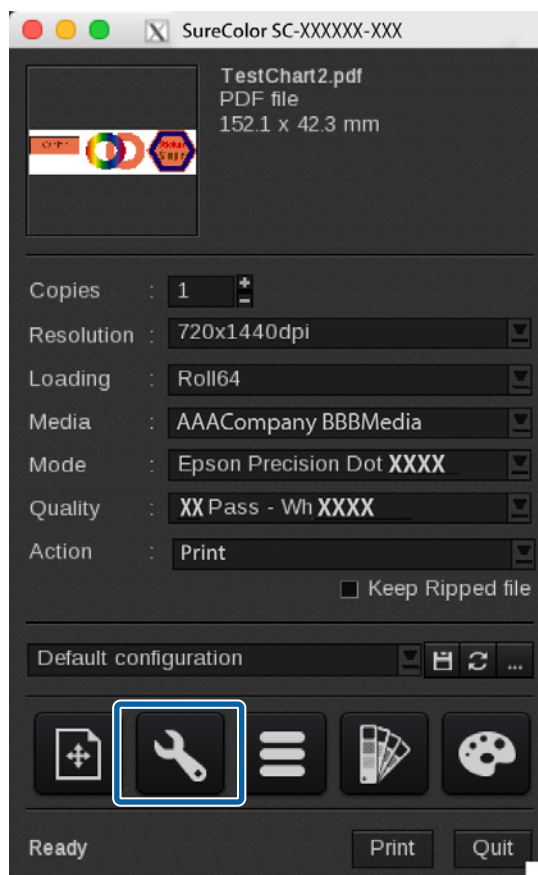 X SureColor SC-XXXXXX-XXX
TestChart2.pdf
PDF file
152.1 x 42.3 mm
Copies : 1
Resolution : 720x1440dpi
Loading : Roll64
Media : AAACompany BBBMedia
Mode : Epson Precision Dot XXXX
Quality : XX Pass - Wh XXXX
Action : Print
Keep Ripped file
Default configuration ...
Ready Print Quit